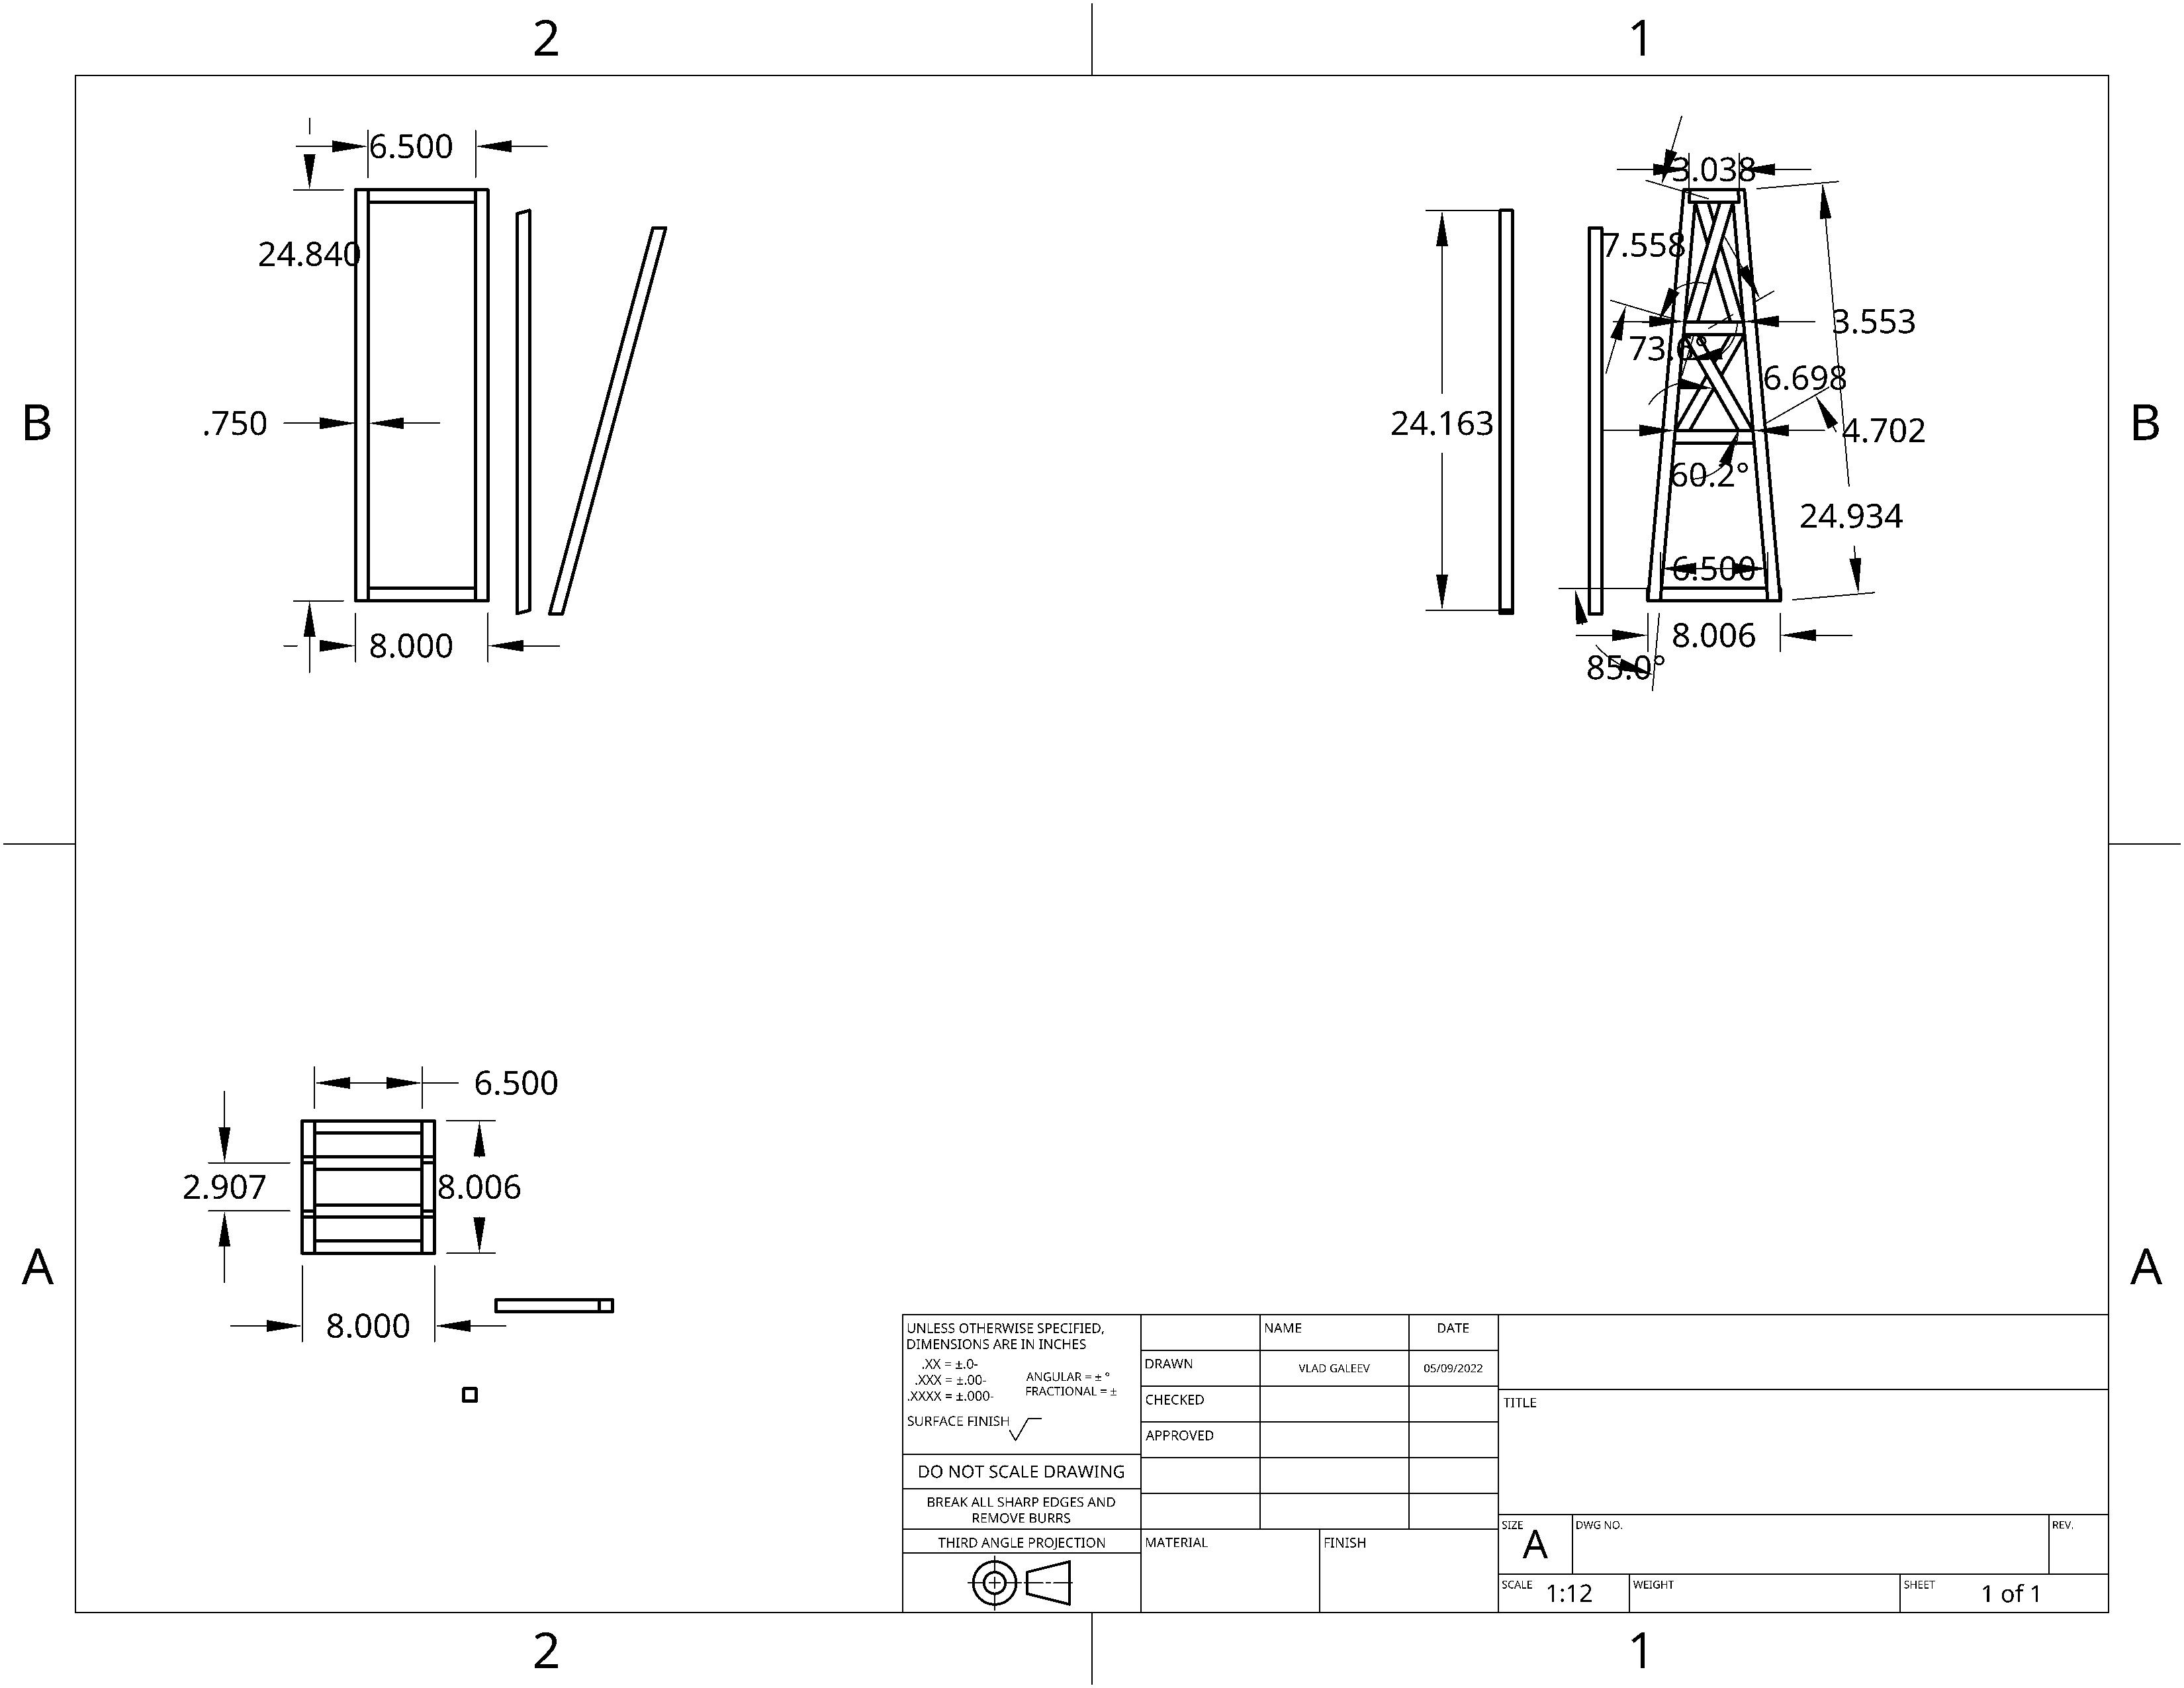 2 1
6.500
3.038
24.840
7.558
3.553
73.6°
6.698
B .750 24.163 4.702 B
60.2°
24.934
6.500
8.000
8.006
85.0°
6.500
2.907 8.006
A A
8.000
UNLESS OTHERWISE SPECIFIED,
DIMENSIONS ARE IN INCHES
.XX = ±.0-
.XXX = ±.00-
.XXXX = ±.000-
ANGULAR = ± °
FRACTIONAL = ±
SURFACE FINISH
DO NOT SCALE DRAWING
BREAK ALL SHARP EDGES AND
REMOVE BURRS
THIRD ANGLE PROJECTION
NAME DATE
DRAWN VLAD GALEEV 05/09/2022
CHECKED
APPROVED
MATERIAL FINISH
TITLE
SIZE A DWG NO. REV.
SCALE 1:12 WEIGHT SHEET 1 of 1
2 1